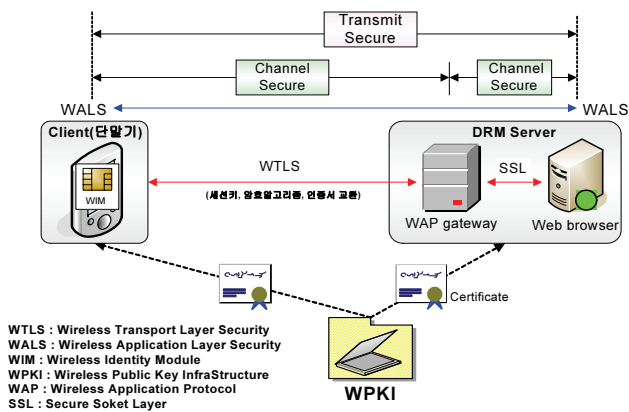 Transmit
Secure
Channel
Secure
Channel
Secure
WALS
WALS
Client(단말기)
DRM Server
WIM
WTLS
(세션키, 암호알고리즘, 인증서 교환)
SSL
WAP gateway
Web browser
Certificate
WPKI
WTLS : Wireless Transport Layer Security
WALS : Wireless Application Layer Security
WIM : Wireless Identity Module
WPKI : Wireless Public Key InfraStructure
WAP : Wireless Application Protocol
SSL : Secure Soket Layer